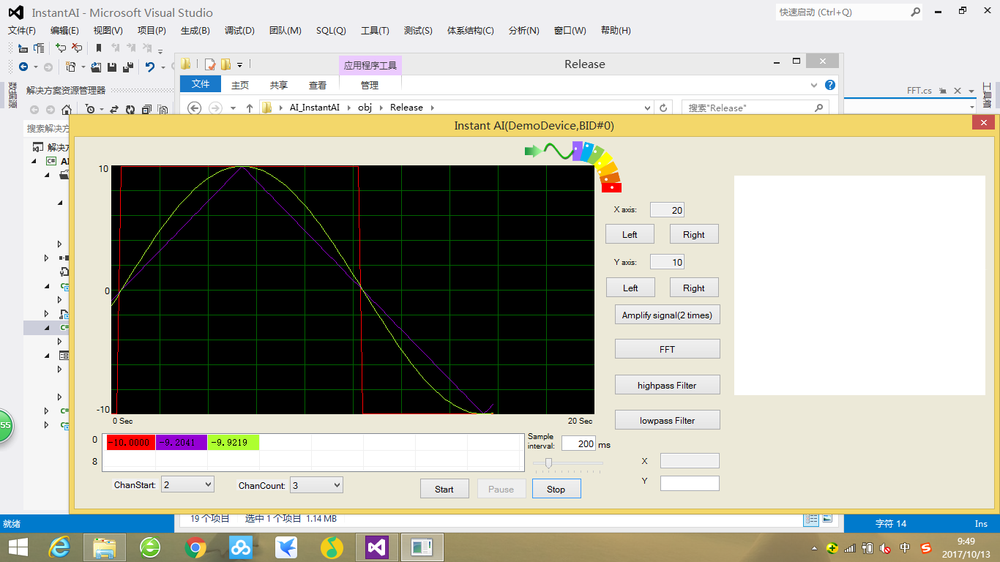 InstantAI - Microsoft Visual Studio
快速启动 (Ctrl+Q)
文件(F) 编辑(E) 视图(V) 项目(P) 生成(B) 调试(D) 团队(M) SQL(Q) 工具(T) 测试(S) 体系结构(C) 分析(N) 窗口(W) 帮助(H)
应用程序工具
Release
文件 主页 共享 查看 管理
数据源
解决方案资源管理器
FFT.cs
工具箱
AI_InstantAI obj Release
搜索"Release"
搜索解决方
Instant AI(DemoDevice,BID#0)
解决方
AI
10
0
-10
0 Sec
20 Sec
X axis: 20
Left Right
Y axis: 10
Left Right
Amplify signal(2 times)
FFT
highpass Filter
lowpass Filter
55
0 -10.0000 -9.2041 -9.9219
8
Sample
interval: 200 ms
X
Y
ChanStart: 2 ChanCount: 3
Start Pause Stop
19 个项目 选中 1 个项目 1.14 MB
就绪
字符 14
Ins
中
9:49
2017/10/13